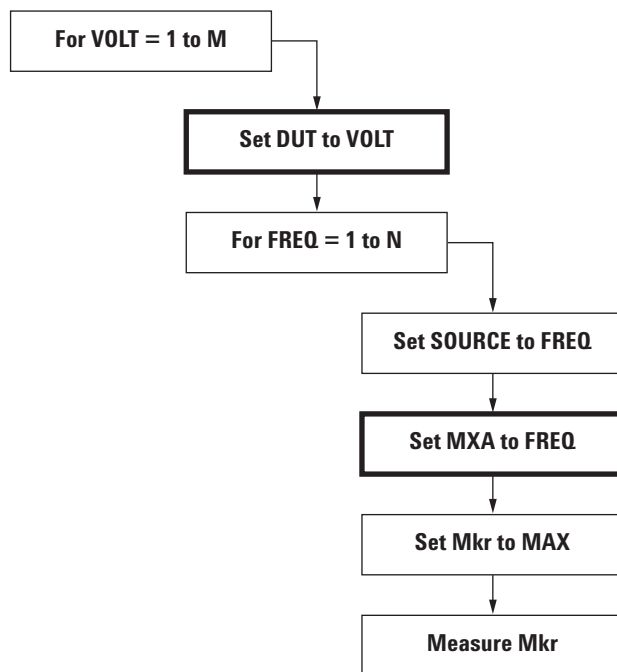 For VOLT = 1 to M
Set DUT to VOLT
For FREQ = 1 to N
Set SOURCE to FREQ
Set MXA to FREQ
Set Mkr to MAX
Measure Mkr